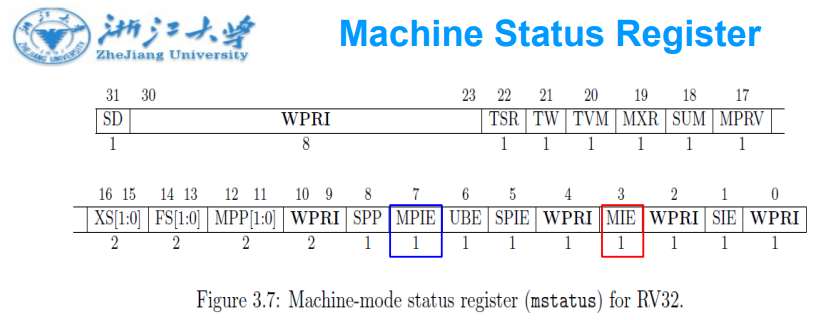 浙江大学
ZheJiang University
Machine Status Register
31 30 23 22 21 20 19 18 17
SD WPRI TSR TW TVM MXR SUM MPRV
1 8 1 1 1 1 1 1
16 15 14 13 12 11 10 9 8 7 6 5 4 3 2 1 0
XS[1:0] FS[1:0] MPP[1:0] WPRI SPP MPIE UBE SPIE WPRI MIE WPRI SIE WPRI
2 2 2 2 1 1 1 1 1 1 1 1 1
Figure 3.7: Machine-mode status register (mstatus) for RV32.